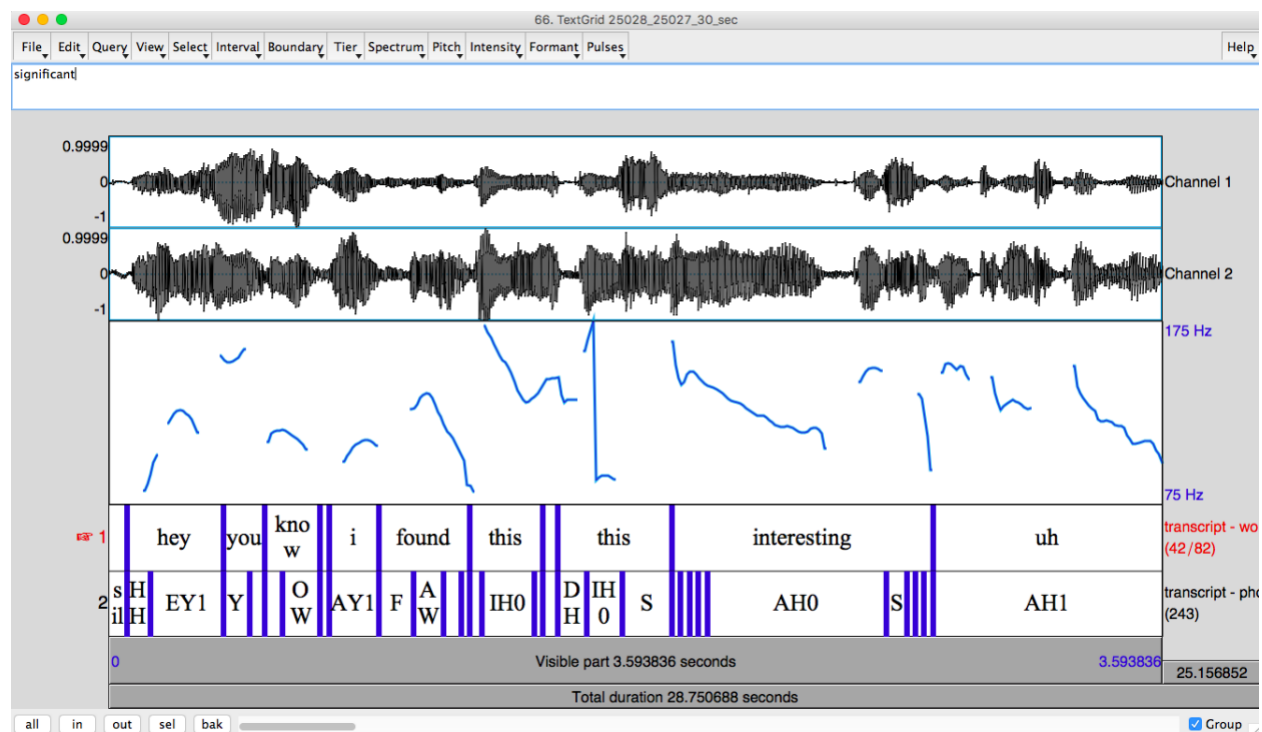 66. TextGrid 25028_25027_30_sec
File Edit Query View Select Interval Boundary Tier Spectrum Pitch Intensity Formant Pulses Help
significant
0.9999
0
-1
Channel 1
0.9999
0
-1
Channel 2
175 Hz
75 Hz
1 hey you kno i found this this interesting uh transcript - wo
w (42/82)
2 s H EY1 Y O AY1 F A IH0 D IH S AH0 S AH1 transcript - pho
il H W W H 0 (243)
0 Visible part 3.593836 seconds 3.593836 25.156852
Total duration 28.750688 seconds
all in out sel bak Group